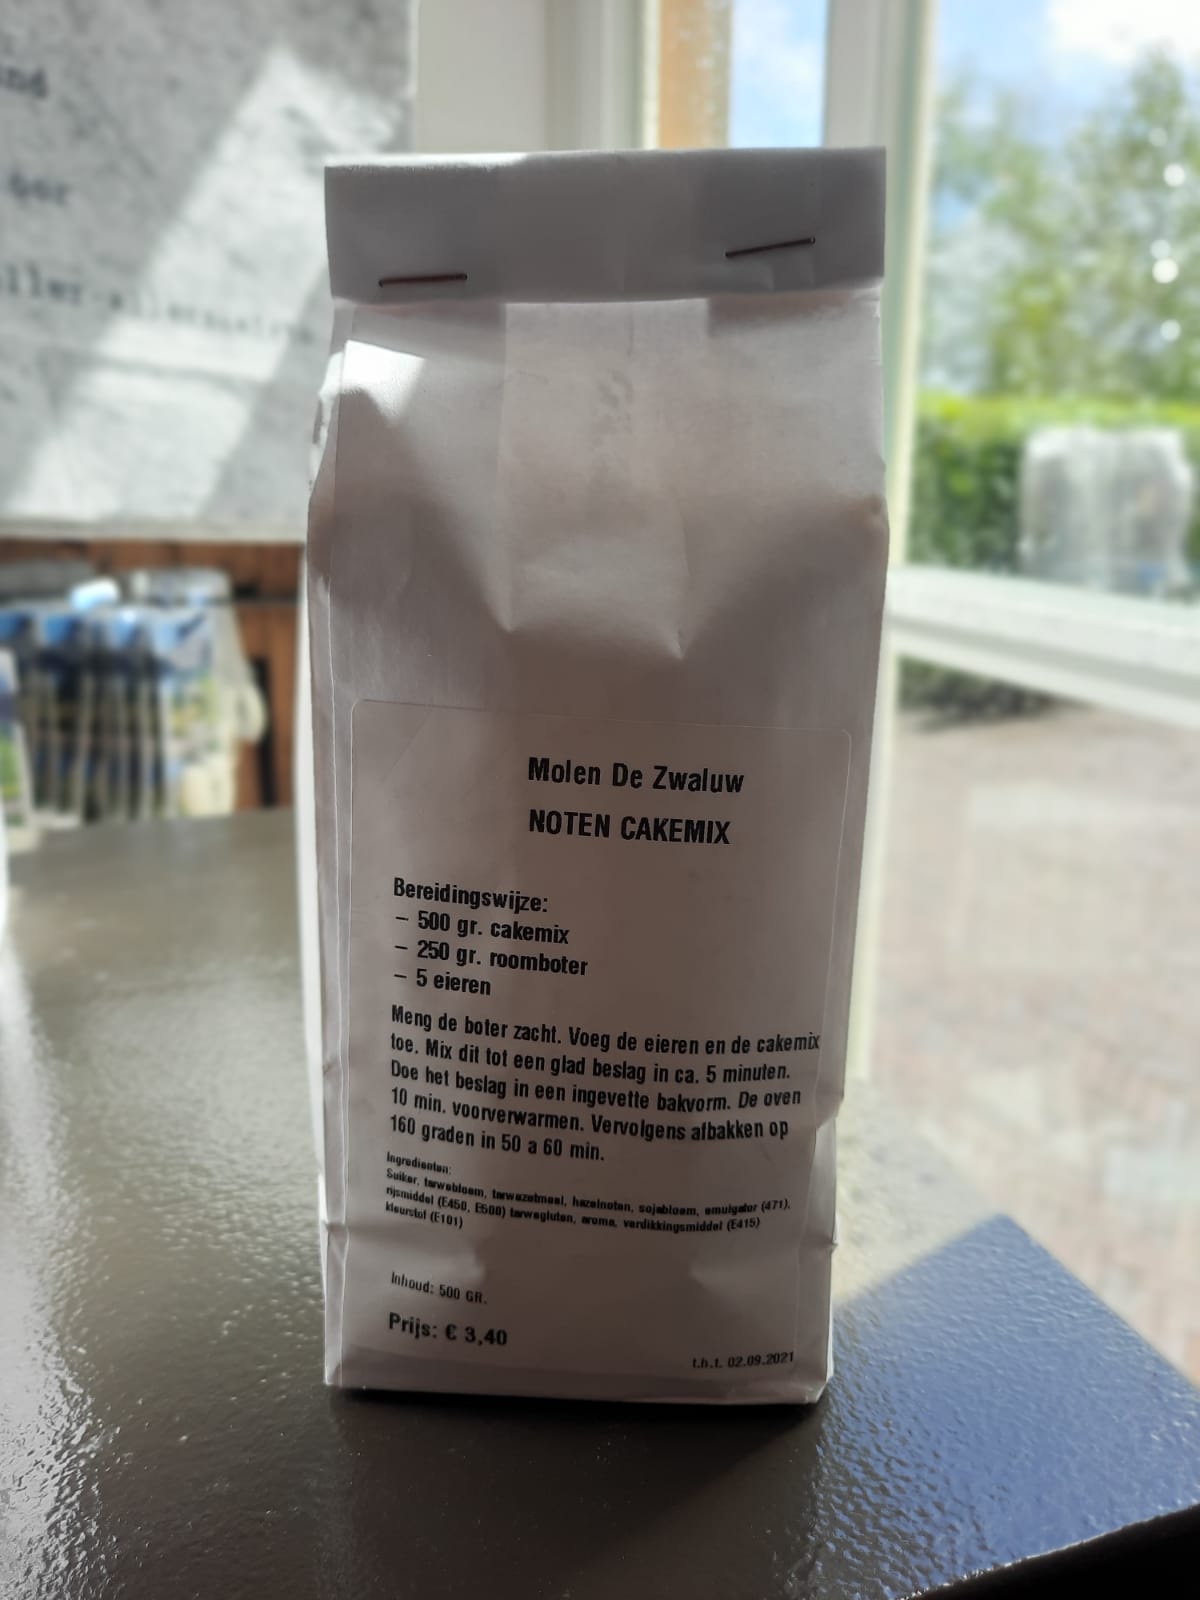 ind
Molen De Zwaluw
NOTEN CAKEMIX
Bereidingswijze:
– 500 gr. cakemix
– 250 gr. roomboter
– 5 eieren
Meng de boter zacht. Voeg de eieren en de cakemix
toe. Mix dit tot een glad beslag in ca. 5 minuten.
Doe het beslag in een ingevette bakvorm. De oven
10 min. voorverwarmen. Vervolgens afbakken op
160 graden in 50 a 60 min.
Ingredienten:
Suiker, tarwebloem, tarwezetmeel, hazelnoten, sojabloem, emulgator (471),
rijsmiddel (E450, E500) tarwegluten, aroma, verdikkingsmiddel (E415)
kleurstof (E101)
Inhoud: 500 GR.
Prijs: € 3,40
t.h.t. 02.09.2021